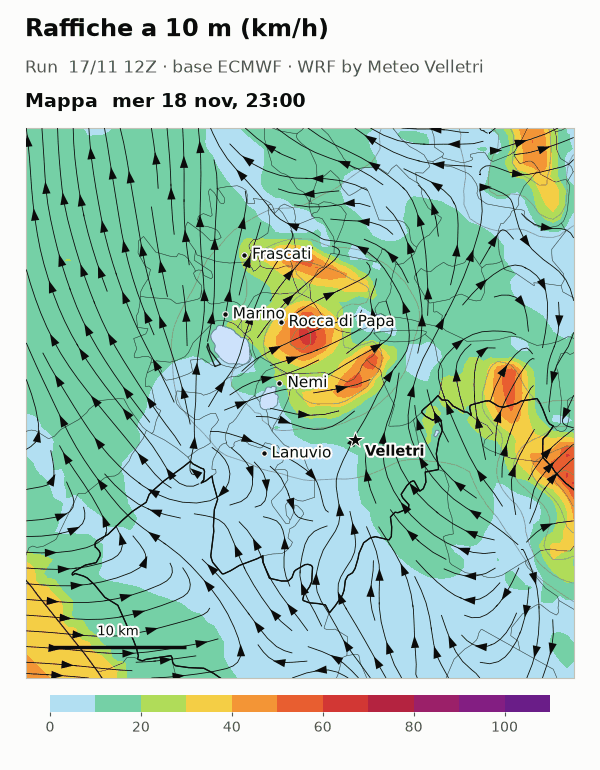 Raffiche a 10 m (km/h)
Run  17/11 12Z · base ECMWF · WRF by Meteo Velletri
Mappa  mer 18 nov, 23:00
Frascati
Marino
Rocca di Papa
Nemi
Velletri
Lanuvio
10 km
0 20 40 60 80 100